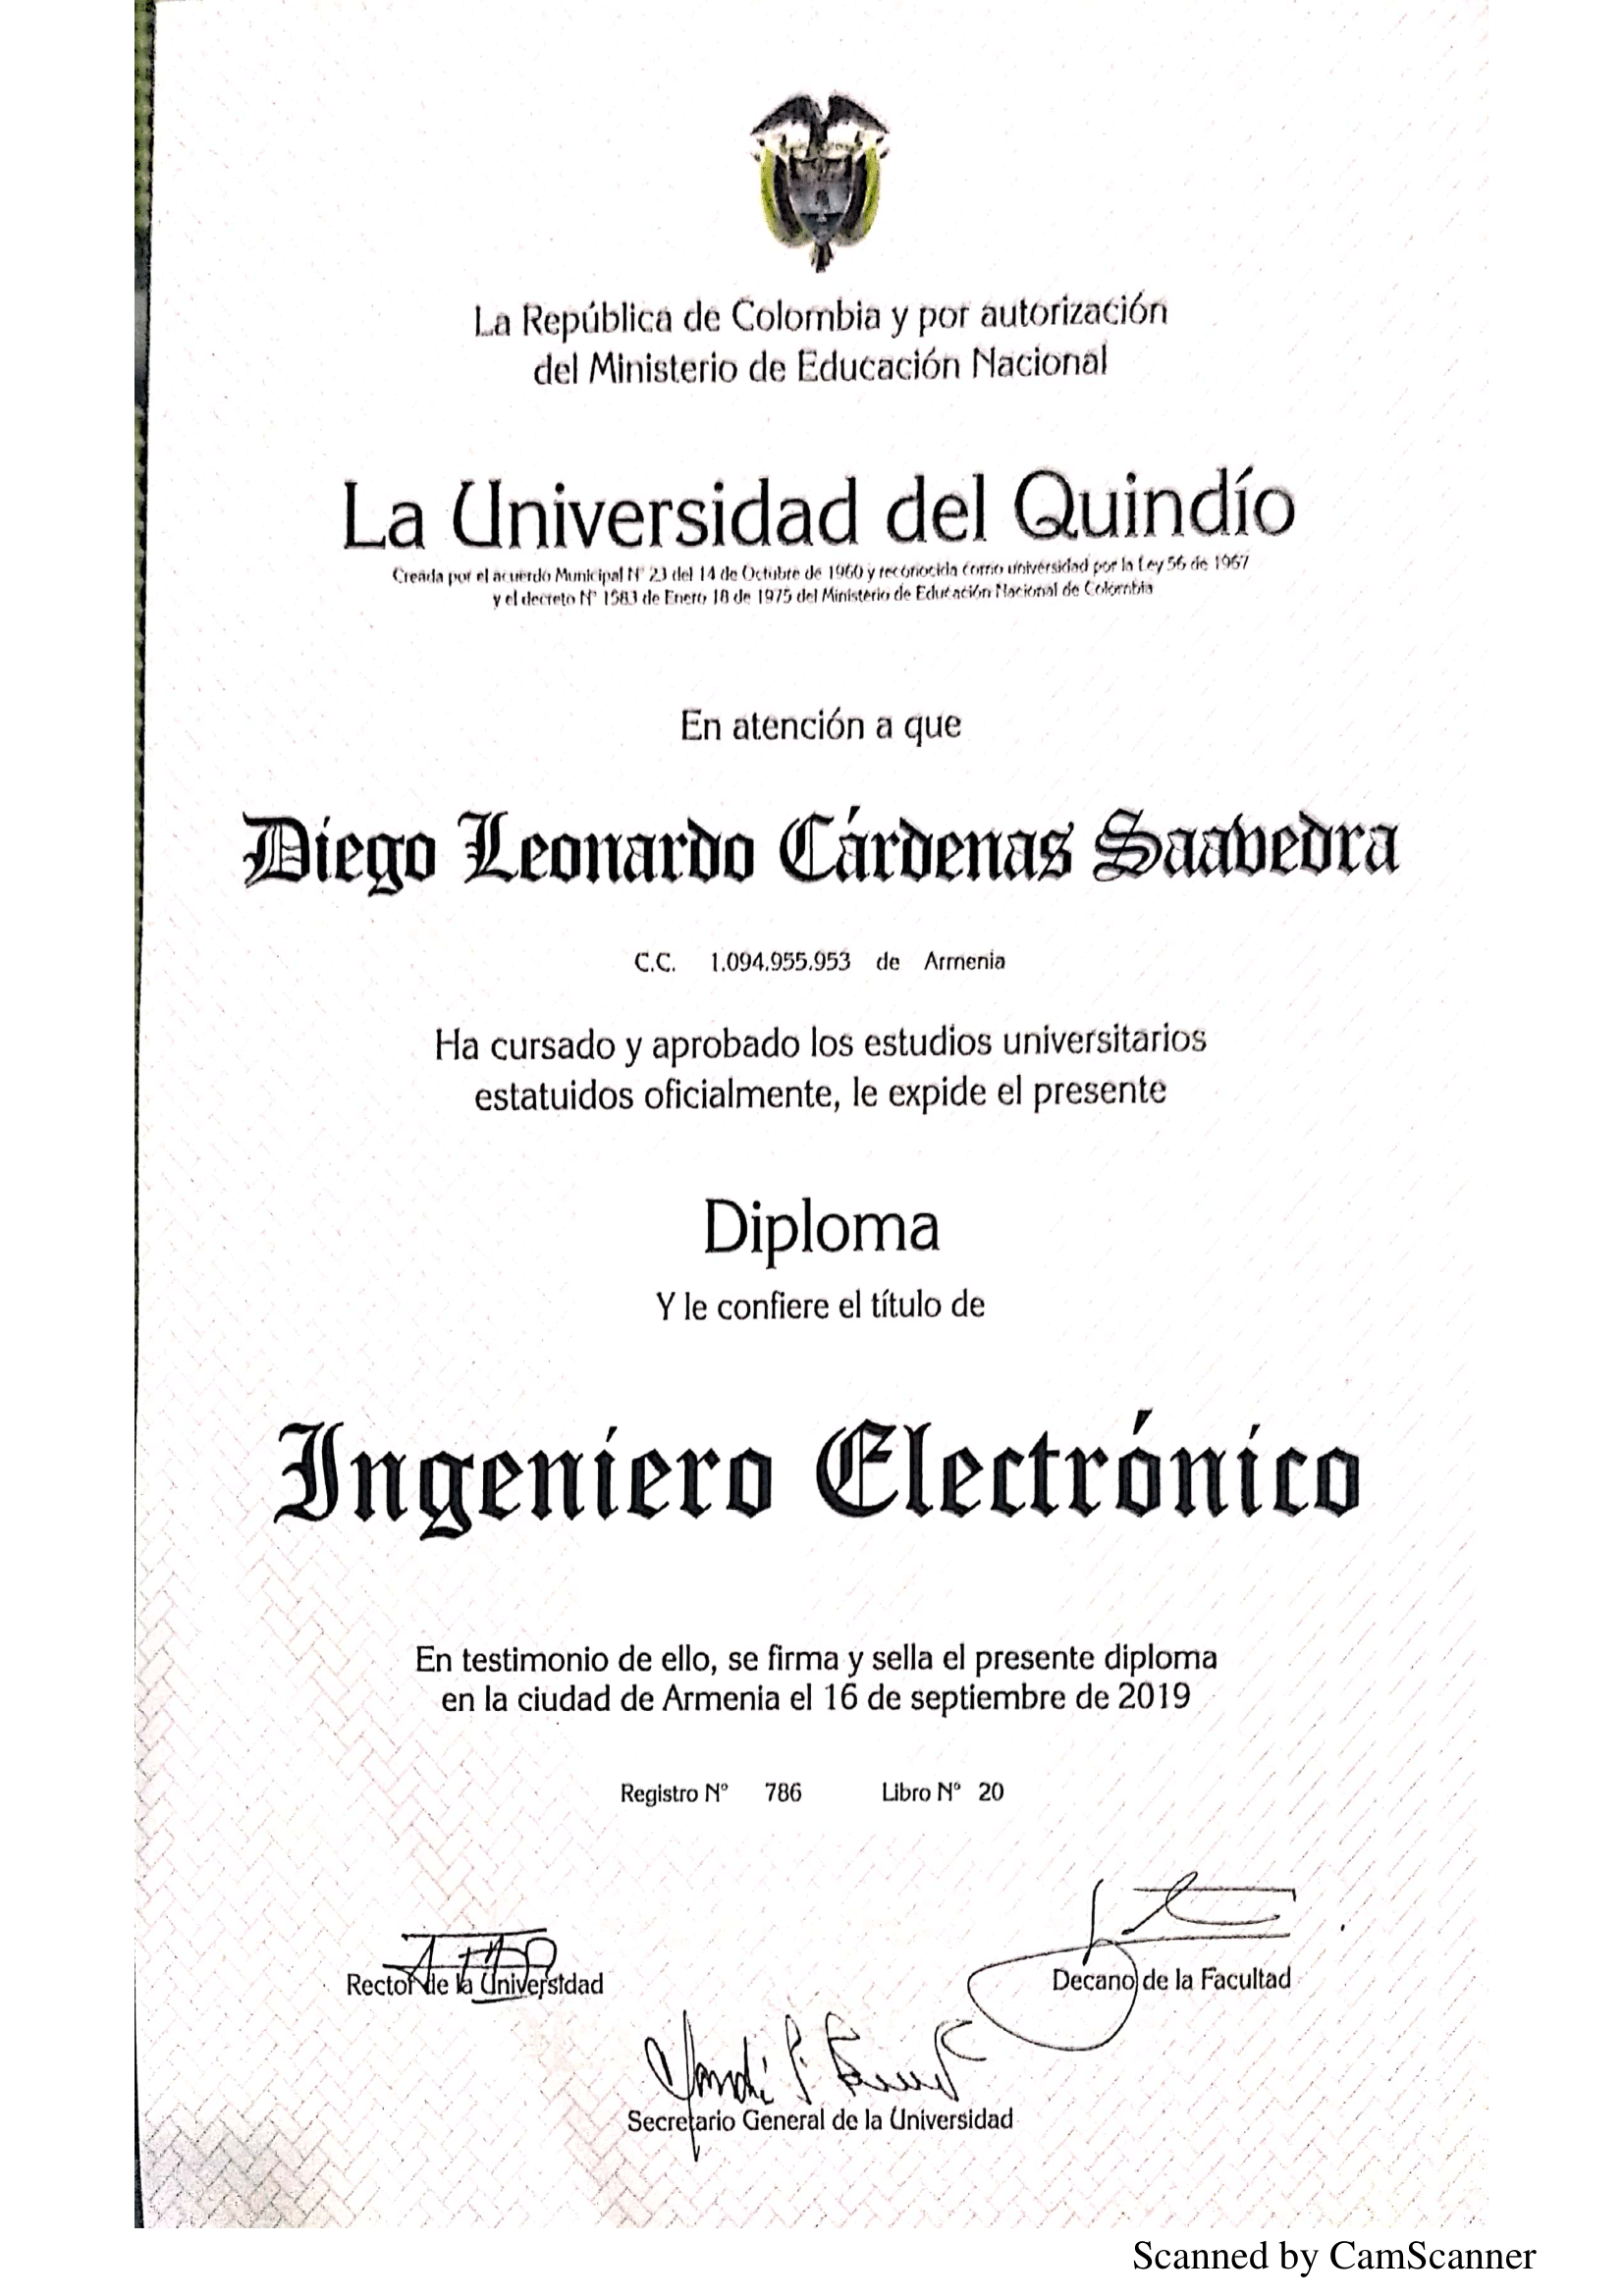 La República de Colombia y por autorización
del Ministerio de Educación Nacional
La Universidad del Quindío
Creada por el acuerdo Municipal Nº 23 del 14 de Octubre de 1960 y reconocida como universidad por la Ley 56 de 1967
y el decreto Nº 1583 de Enero 18 de 1975 del Ministerio de Educación Nacional de Colombia
En atención a que
Diego Leonardo Cárdenas Saavedra
C.C. 1.094.955.953 de Armenia
Ha cursado y aprobado los estudios universitarios
estatuidos oficialmente, le expide el presente
Diploma
Y le confiere el título de
Ingeniero Electrónico
En testimonio de ello, se firma y sella el presente diploma
en la ciudad de Armenia el 16 de septiembre de 2019
Registro Nº 786 Libro Nº 20
Rector de la Universidad
Decano de la Facultad
Secretario General de la Universidad
Scanned by CamScanner